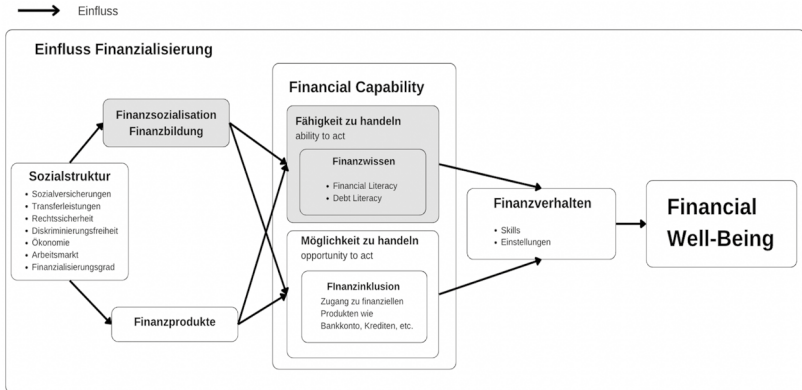 Einfluss
Einfluss Finanzialisierung
Finanzsozialisation
Finanzbildung
Sozialstruktur
• Sozialversicherungen
• Transferleistungen
• Rechtssicherheit
• Diskriminierungsfreiheit
• Ökonomie
• Arbeitsmarkt
• Finanzialisierungsgrad
Finanzprodukte
Financial Capability
Fähigkeit zu handeln
ability to act
Finanzwissen
• Financial Literacy
• Debt Literacy
Möglichkeit zu handeln
opportunity to act
FInanzinklusion
Zugang zu finanziellen
Produkten wie
Bankkonto, Krediten, etc.
Finanzverhalten
• Skills
• Einstellungen
Financial
Well-Being